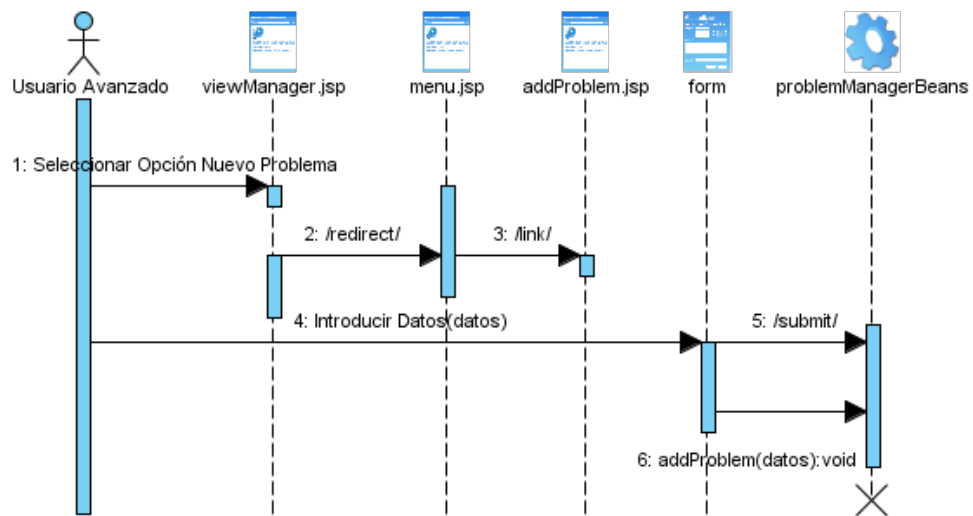 Usuario Avanzado
viewManager.jsp
menu.jsp
addProblem.jsp
form
problemManagerBeans
1: Seleccionar Opción Nuevo Problema
2: /redirect/
3: /link/
4: Introducir Datos(datos)
5: /submit/
6: addProblem(datos):void